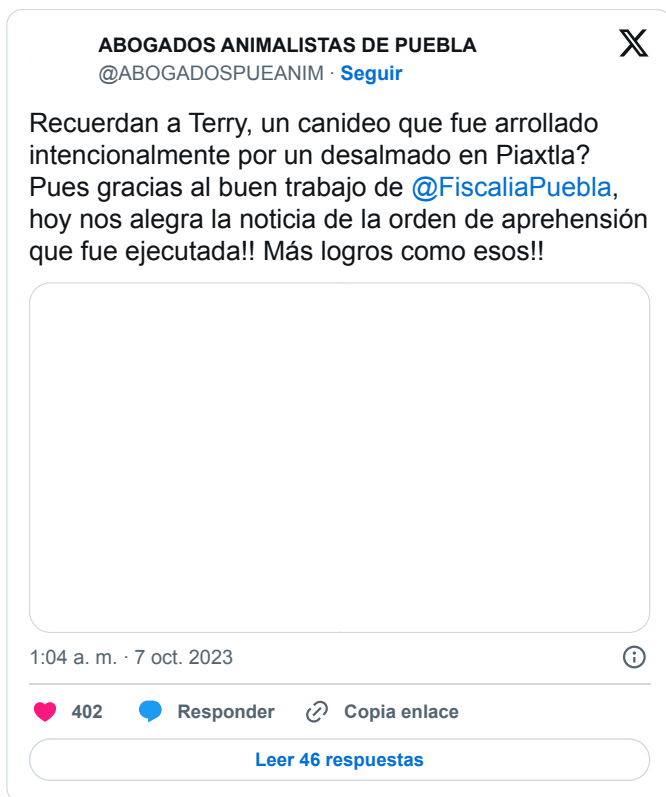 ABOGADOS ANIMALISTAS DE PUEBLA
@ABOGADOSPUEANIM · Seguir
Recuerdan a Terry, un canideo que fue arrollado
intencionalmente por un desalmado en Piaxtla?
Pues gracias al buen trabajo de @FiscaliaPuebla,
hoy nos alegra la noticia de la orden de aprehensión
que fue ejecutada!! Más logros como esos!!
1:04 a. m. · 7 oct. 2023
402 Responder Copia enlace
Leer 46 respuestas